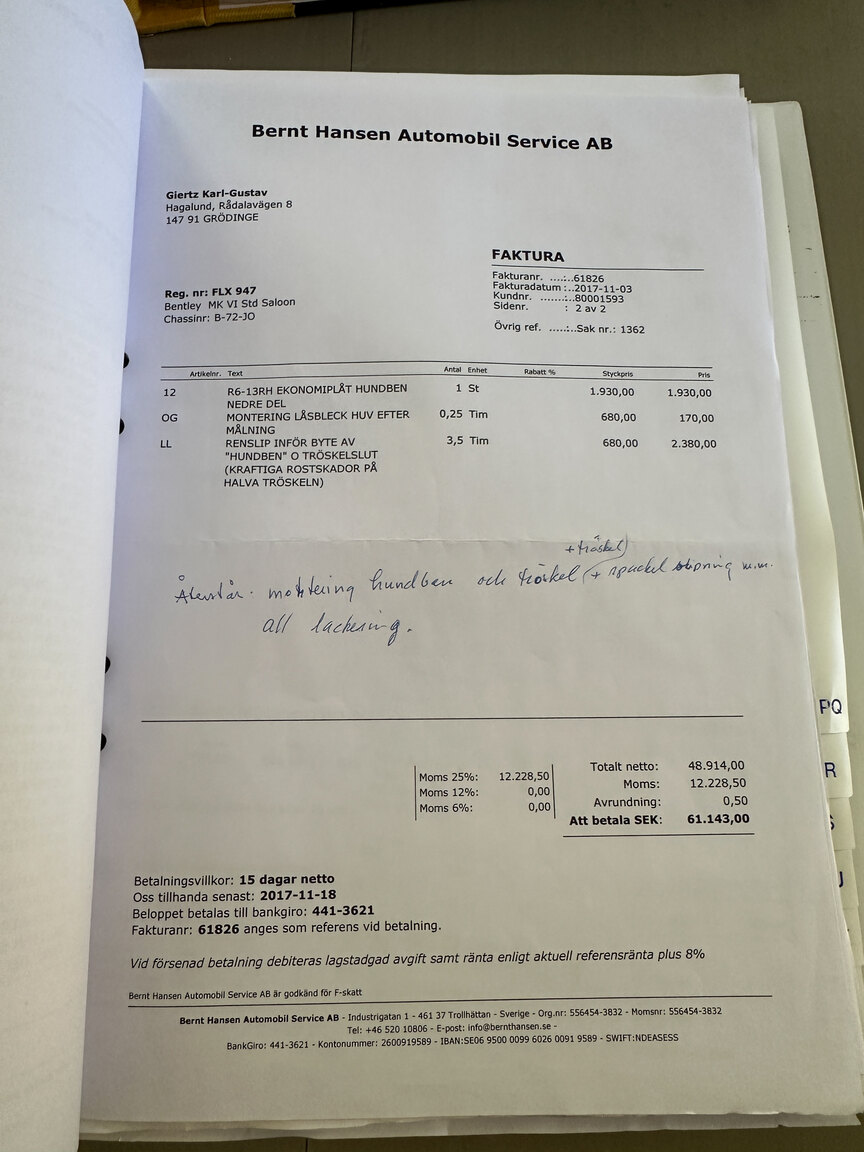 Bernt Hansen Automobil Service AB
Giertz Karl-Gustav
Hagalund, Rådalavägen 8
147 91 GRÖDINGE
FAKTURA
Fakturanr. ....:..61826
Fakturadatum :..2017-11-03
Kundnr. .......:..80001593
Sidenr. : 2 av 2
Övrig ref. .....:..Sak nr.: 1362
Reg. nr: FLX 947
Bentley MK VI Std Saloon
Chassinr: B-72-JO
Artikelnr. Text Antal Enhet Rabatt % Styckpris Pris
12 R6-13RH EKONOMIPLÅT HUNDBEN 1 St 1.930,00 1.930,00
NEDRE DEL
OG MONTERING LÅSBLECK HUV EFTER 0,25 Tim 680,00 170,00
MÅLNING
LL RENSLIP INFÖR BYTE AV 3,5 Tim 680,00 2.380,00
"HUNDBEN" O TRÖSKELSLUT
(KRAFTIGA ROSTSKADOR PÅ
HALVA TRÖSKELN)
+ tröskel)
Återstår: montering hundben och tröskel (+ spackel slipning m.m.
all lackering.
Moms 25%: 12.228,50
Moms 12%: 0,00
Moms 6%: 0,00
Totalt netto: 48.914,00
Moms: 12.228,50
Avrundning: 0,50
Att betala SEK: 61.143,00
Betalningsvillkor: 15 dagar netto
Oss tillhanda senast: 2017-11-18
Beloppet betalas till bankgiro: 441-3621
Fakturanr: 61826 anges som referens vid betalning.
Vid försenad betalning debiteras lagstadgad avgift samt ränta enligt aktuell referensränta plus 8%
Bernt Hansen Automobil Service AB är godkänd för F-skatt
Bernt Hansen Automobil Service AB - Industrigatan 1 - 461 37 Trollhättan - Sverige - Org.nr: 556454-3832 - Momsnr: 556454-3832
Tel: +46 520 10806 - E-post: info@bernthansen.se -
BankGiro: 441-3621 - Kontonummer: 2600919589 - IBAN:SE06 9500 0099 6026 0091 9589 - SWIFT:NDEASESS
PQ
R
S
U